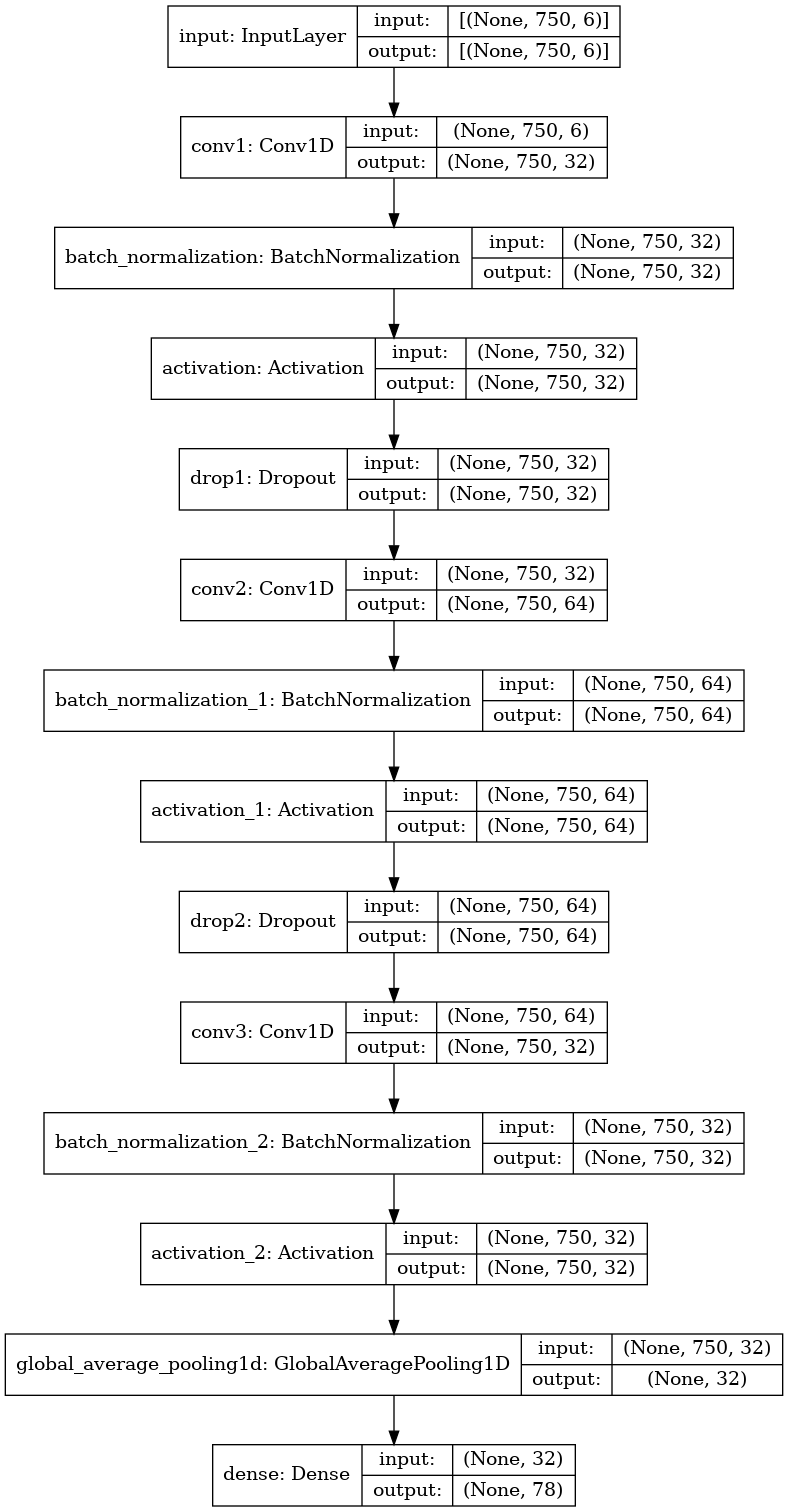 input: InputLayer
input: [(None, 750, 6)]
output: [(None, 750, 6)]
conv1: Conv1D
input: (None, 750, 6)
output: (None, 750, 32)
batch_normalization: BatchNormalization
input: (None, 750, 32)
output: (None, 750, 32)
activation: Activation
input: (None, 750, 32)
output: (None, 750, 32)
drop1: Dropout
input: (None, 750, 32)
output: (None, 750, 32)
conv2: Conv1D
input: (None, 750, 32)
output: (None, 750, 64)
batch_normalization_1: BatchNormalization
input: (None, 750, 64)
output: (None, 750, 64)
activation_1: Activation
input: (None, 750, 64)
output: (None, 750, 64)
drop2: Dropout
input: (None, 750, 64)
output: (None, 750, 64)
conv3: Conv1D
input: (None, 750, 64)
output: (None, 750, 32)
batch_normalization_2: BatchNormalization
input: (None, 750, 32)
output: (None, 750, 32)
activation_2: Activation
input: (None, 750, 32)
output: (None, 750, 32)
global_average_pooling1d: GlobalAveragePooling1D
input: (None, 750, 32)
output: (None, 32)
dense: Dense
input: (None, 32)
output: (None, 78)